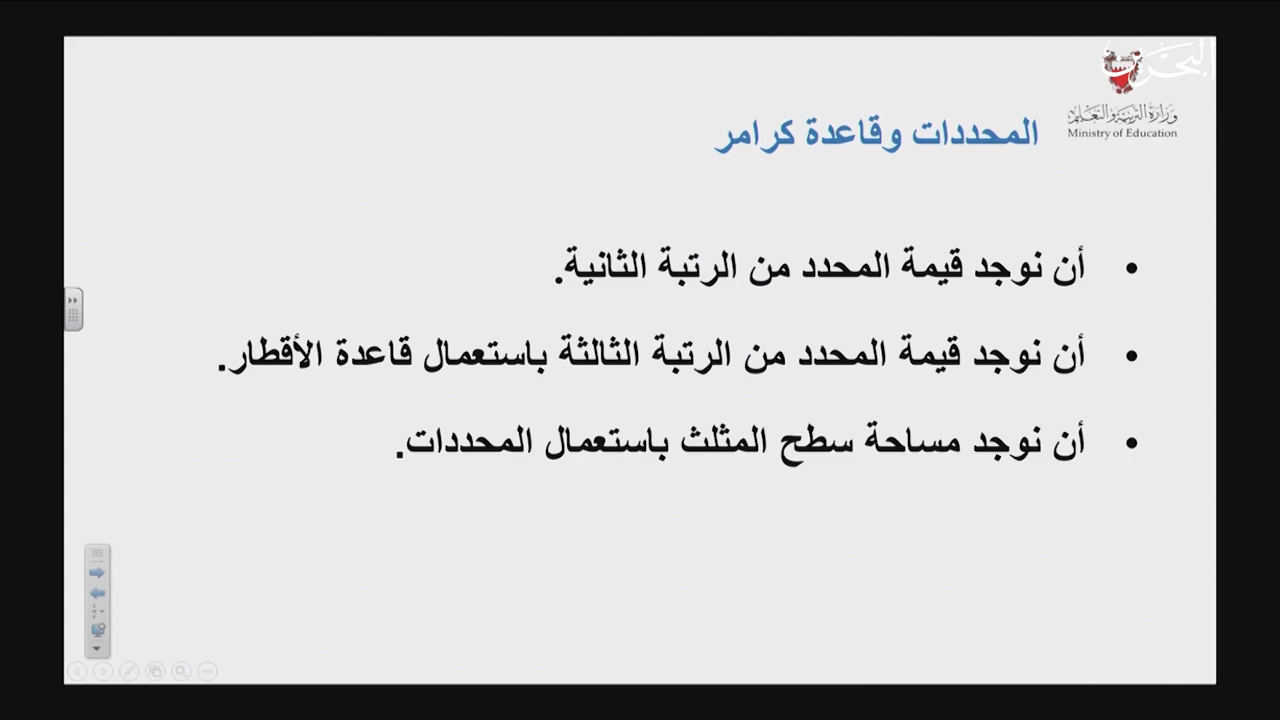 البحرين
وزارة التربية والتعليم
Ministry of Education
المحددات وقاعدة كرامر
• أن نوجد قيمة المحدد من الرتبة الثانية.
• أن نوجد قيمة المحدد من الرتبة الثالثة باستعمال قاعدة الأقطار.
• أن نوجد مساحة سطح المثلث باستعمال المحددات.